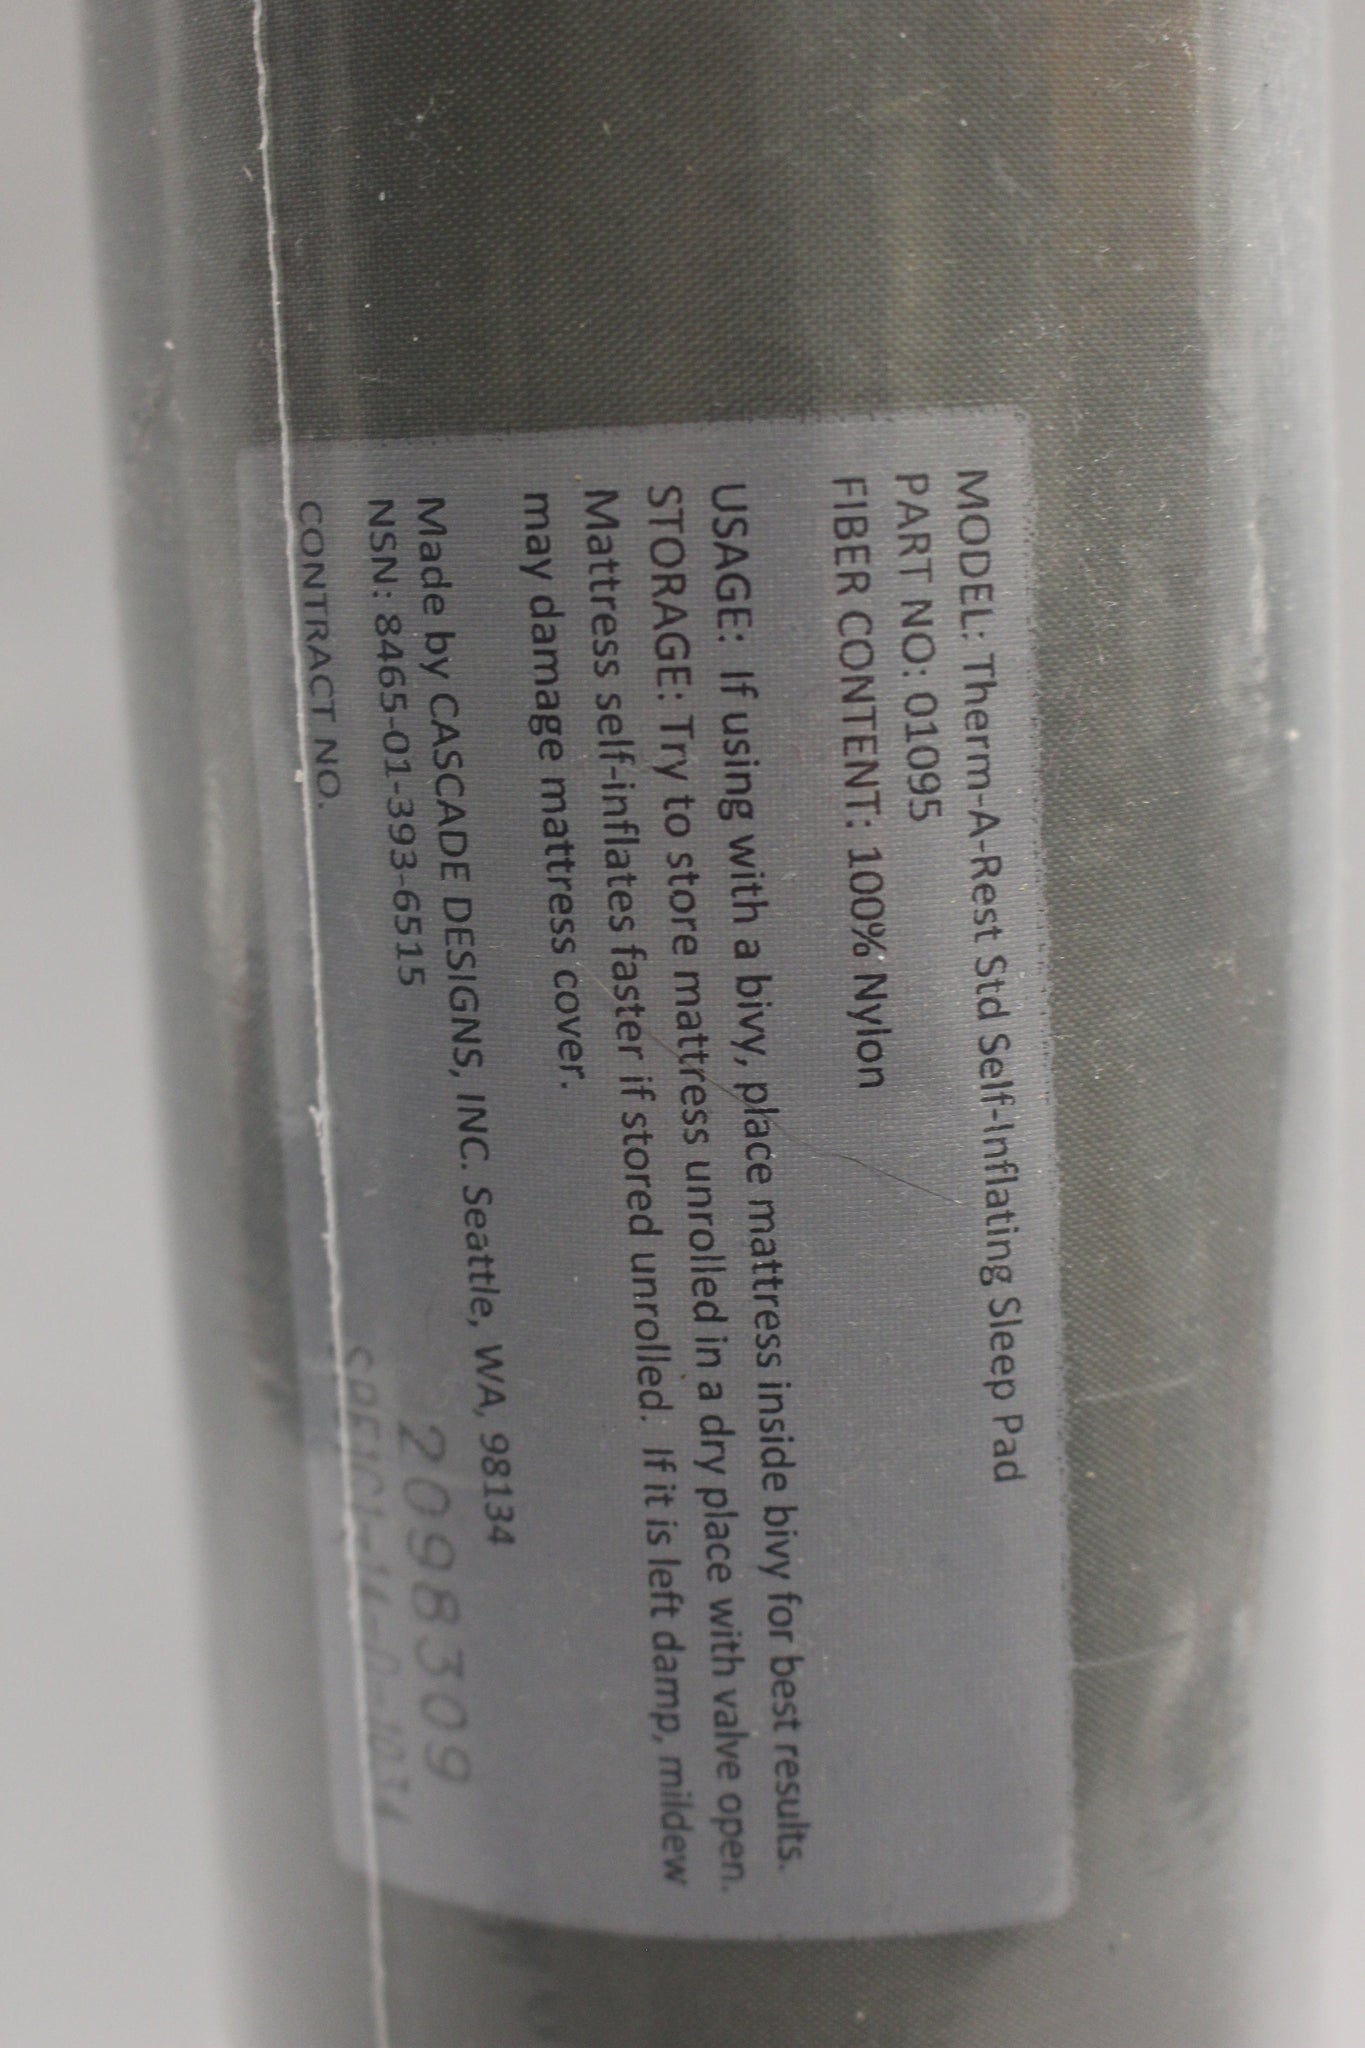 MODEL: Therm-A-Rest Std Self-Inflating Sleep Pad
PART NO: 01095
FIBER CONTENT: 100% Nylon
USAGE: If using with a bivy, place mattress inside bivy for best results.
STORAGE: Try to store mattress unrolled in a dry place with valve open.
Mattress self-inflates faster if stored unrolled. If it is left damp, mildew
may damage mattress cover.
Made by CASCADE DESIGNS, INC. Seattle, WA, 98134
NSN: 8465-01-393-6515 2098309
CONTRACT NO.